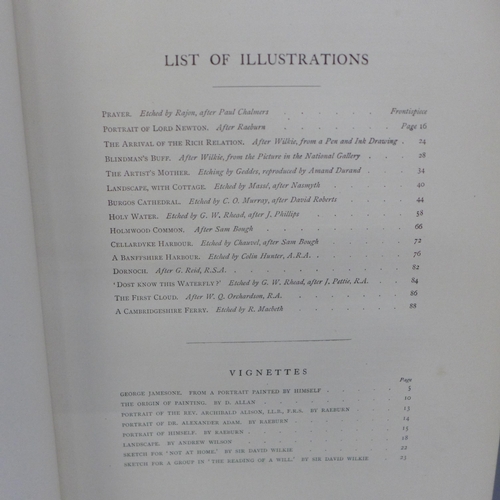 LIST OF ILLUSTRATIONS
PRAYER. Etched by Rajon, after Paul Chalmers . . . . . . Frontispiece
PORTRAIT OF LORD NEWTON. After Raeburn . . . . . . Page 16
THE ARRIVAL OF THE RICH RELATION. After Wilkie, from a Pen and Ink Drawing . 24
BLINDMAN'S BUFF. After Wilkie, from the Picture in the National Gallery . . . 28
THE ARTIST'S MOTHER. Etching by Geddes, reproduced by Amand Durand . . . 34
LANDSCAPE, WITH COTTAGE. Etched by Massé, after Nasmyth . . . . 40
BURGOS CATHEDRAL. Etched by C. O. Murray, after David Roberts . . . . 44
HOLY WATER. Etched by G. W. Rhead, after J. Phillips . . . . 58
HOLMWOOD COMMON. After Sam Bough . . . . . . 66
CELLARDYKE HARBOUR. Etched by Chauvel, after Sam Bough . . . . 72
A BANFFSHIRE HARBOUR. Etched by Colin Hunter, A.R.A. . . . . 76
DORNOCH. After G. Reid, R.S.A. . . . . . . 82
'DOST KNOW THIS WATERFLY?' Etched by G. W. Rhead, after J. Pettie, R.A. . . 84
THE FIRST CLOUD. After W. Q. Orchardson, R.A. . . . . . 86
A CAMBRIDGESHIRE FERRY. Etched by R. Macbeth . . . . . 88
VIGNETTES
Page
GEORGE JAMESONE. FROM A PORTRAIT PAINTED BY HIMSELF . . . . . 5
THE ORIGIN OF PAINTING. BY D. ALLAN . . . . . . 10
PORTRAIT OF THE REV. ARCHIBALD ALISON, LL.B., F.R.S. BY RAEBURN . . . . 13
PORTRAIT OF DR. ALEXANDER ADAM. BY RAEBURN . . . . . 14
PORTRAIT OF HIMSELF. BY RAEBURN . . . . . . 15
LANDSCAPE. BY ANDREW WILSON . . . . . . 18
SKETCH FOR "NOT AT HOME." BY SIR DAVID WILKIE . . . . . 22
SKETCH FOR A GROUP IN "THE READING OF A WILL." BY SIR DAVID WILKIE . . . 23